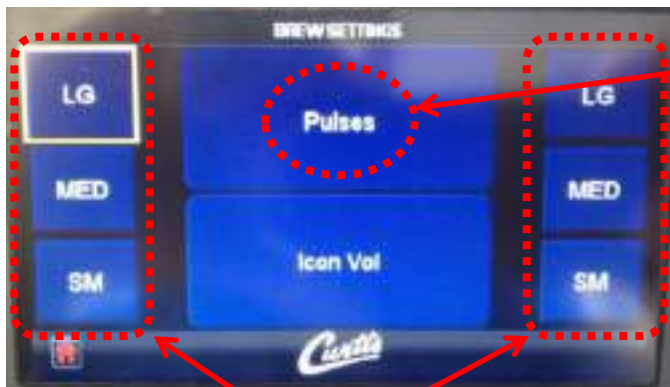 BREW SETTINGS
LG
Pulses
LG
MED
MED
Icon Vol
SM
SM
Curtis